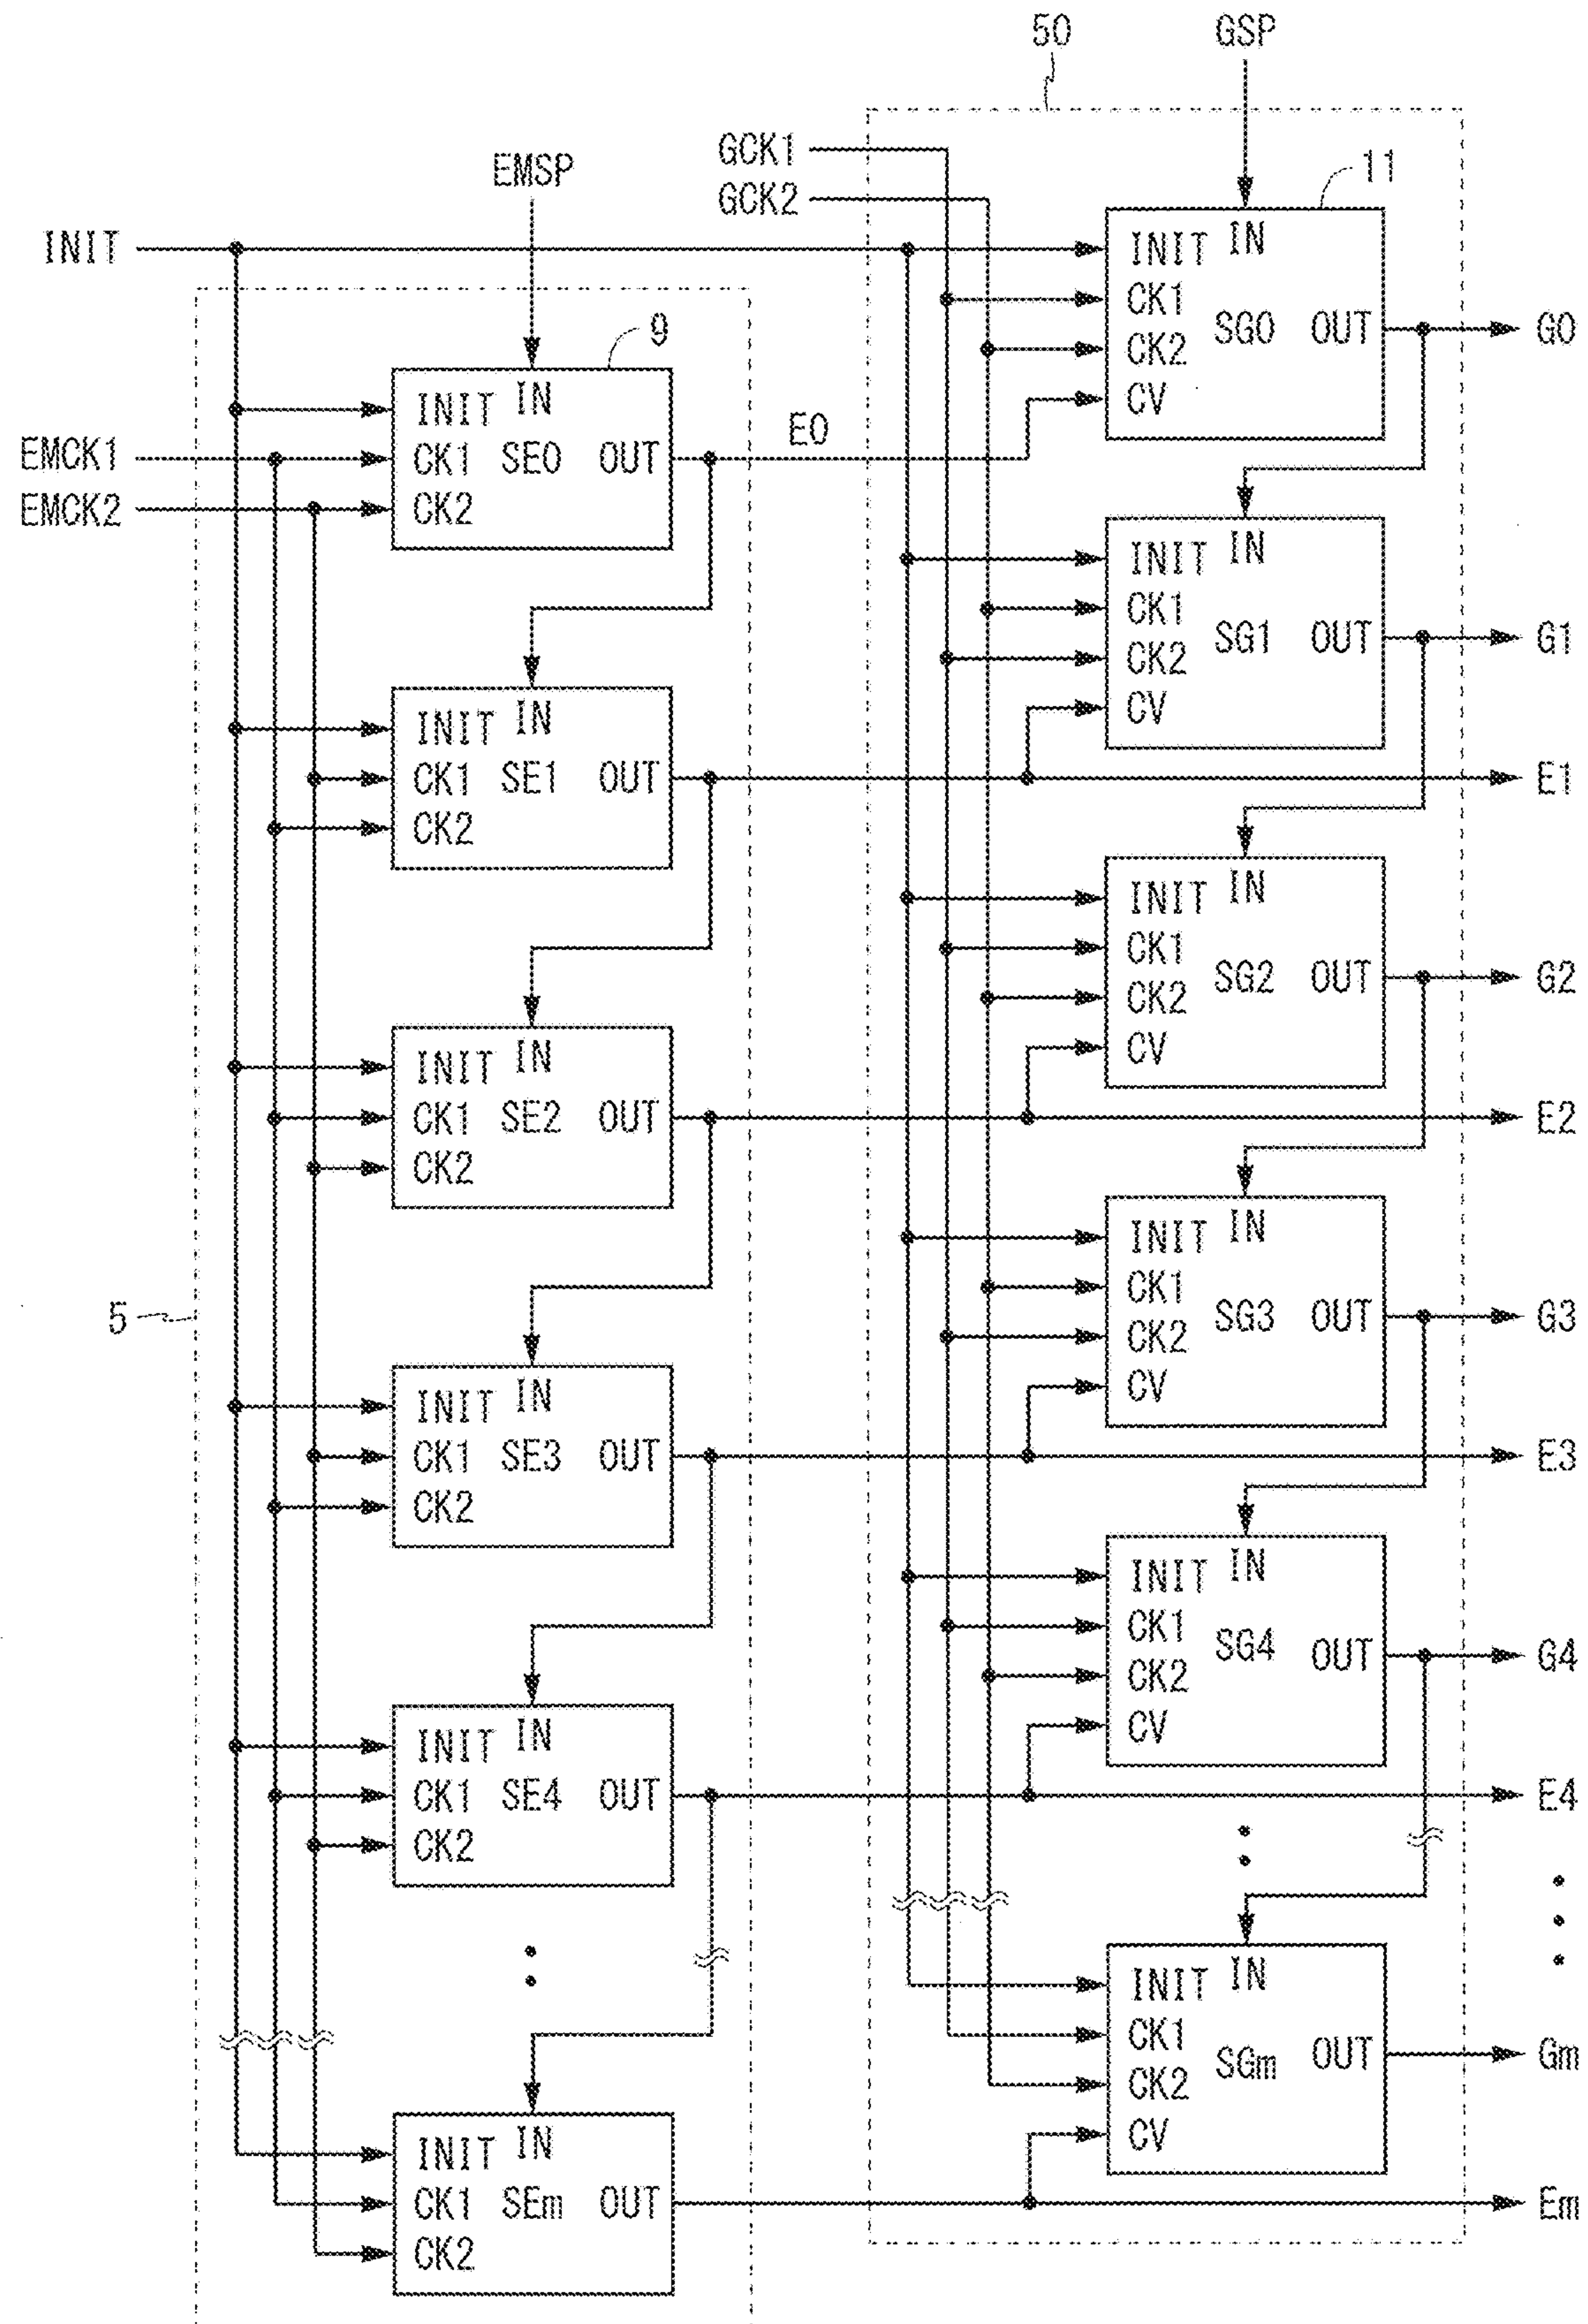 50
GSP
GCK1
GCK2
EMSP
INIT
11
INIT IN
CK1
CK2 SG0 OUT
CV
G0
9
INIT IN
CK1 SE0 OUT
CK2
EMCK1
EMCK2
E0
INIT IN
CK1
CK2 SG1 OUT
CV
G1
INIT IN
CK1 SE1 OUT
CK2
E1
INIT IN
CK1
CK2 SG2 OUT
CV
G2
INIT IN
CK1 SE2 OUT
CK2
E2
5
INIT IN
CK1
CK2 SG3 OUT
CV
G3
INIT IN
CK1 SE3 OUT
CK2
E3
INIT IN
CK1
CK2 SG4 OUT
CV
G4
INIT IN
CK1 SE4 OUT
CK2
E4
INIT IN
CK1
CK2 SGm OUT
CV
Gm
INIT IN
CK1 SEm OUT
CK2
Em